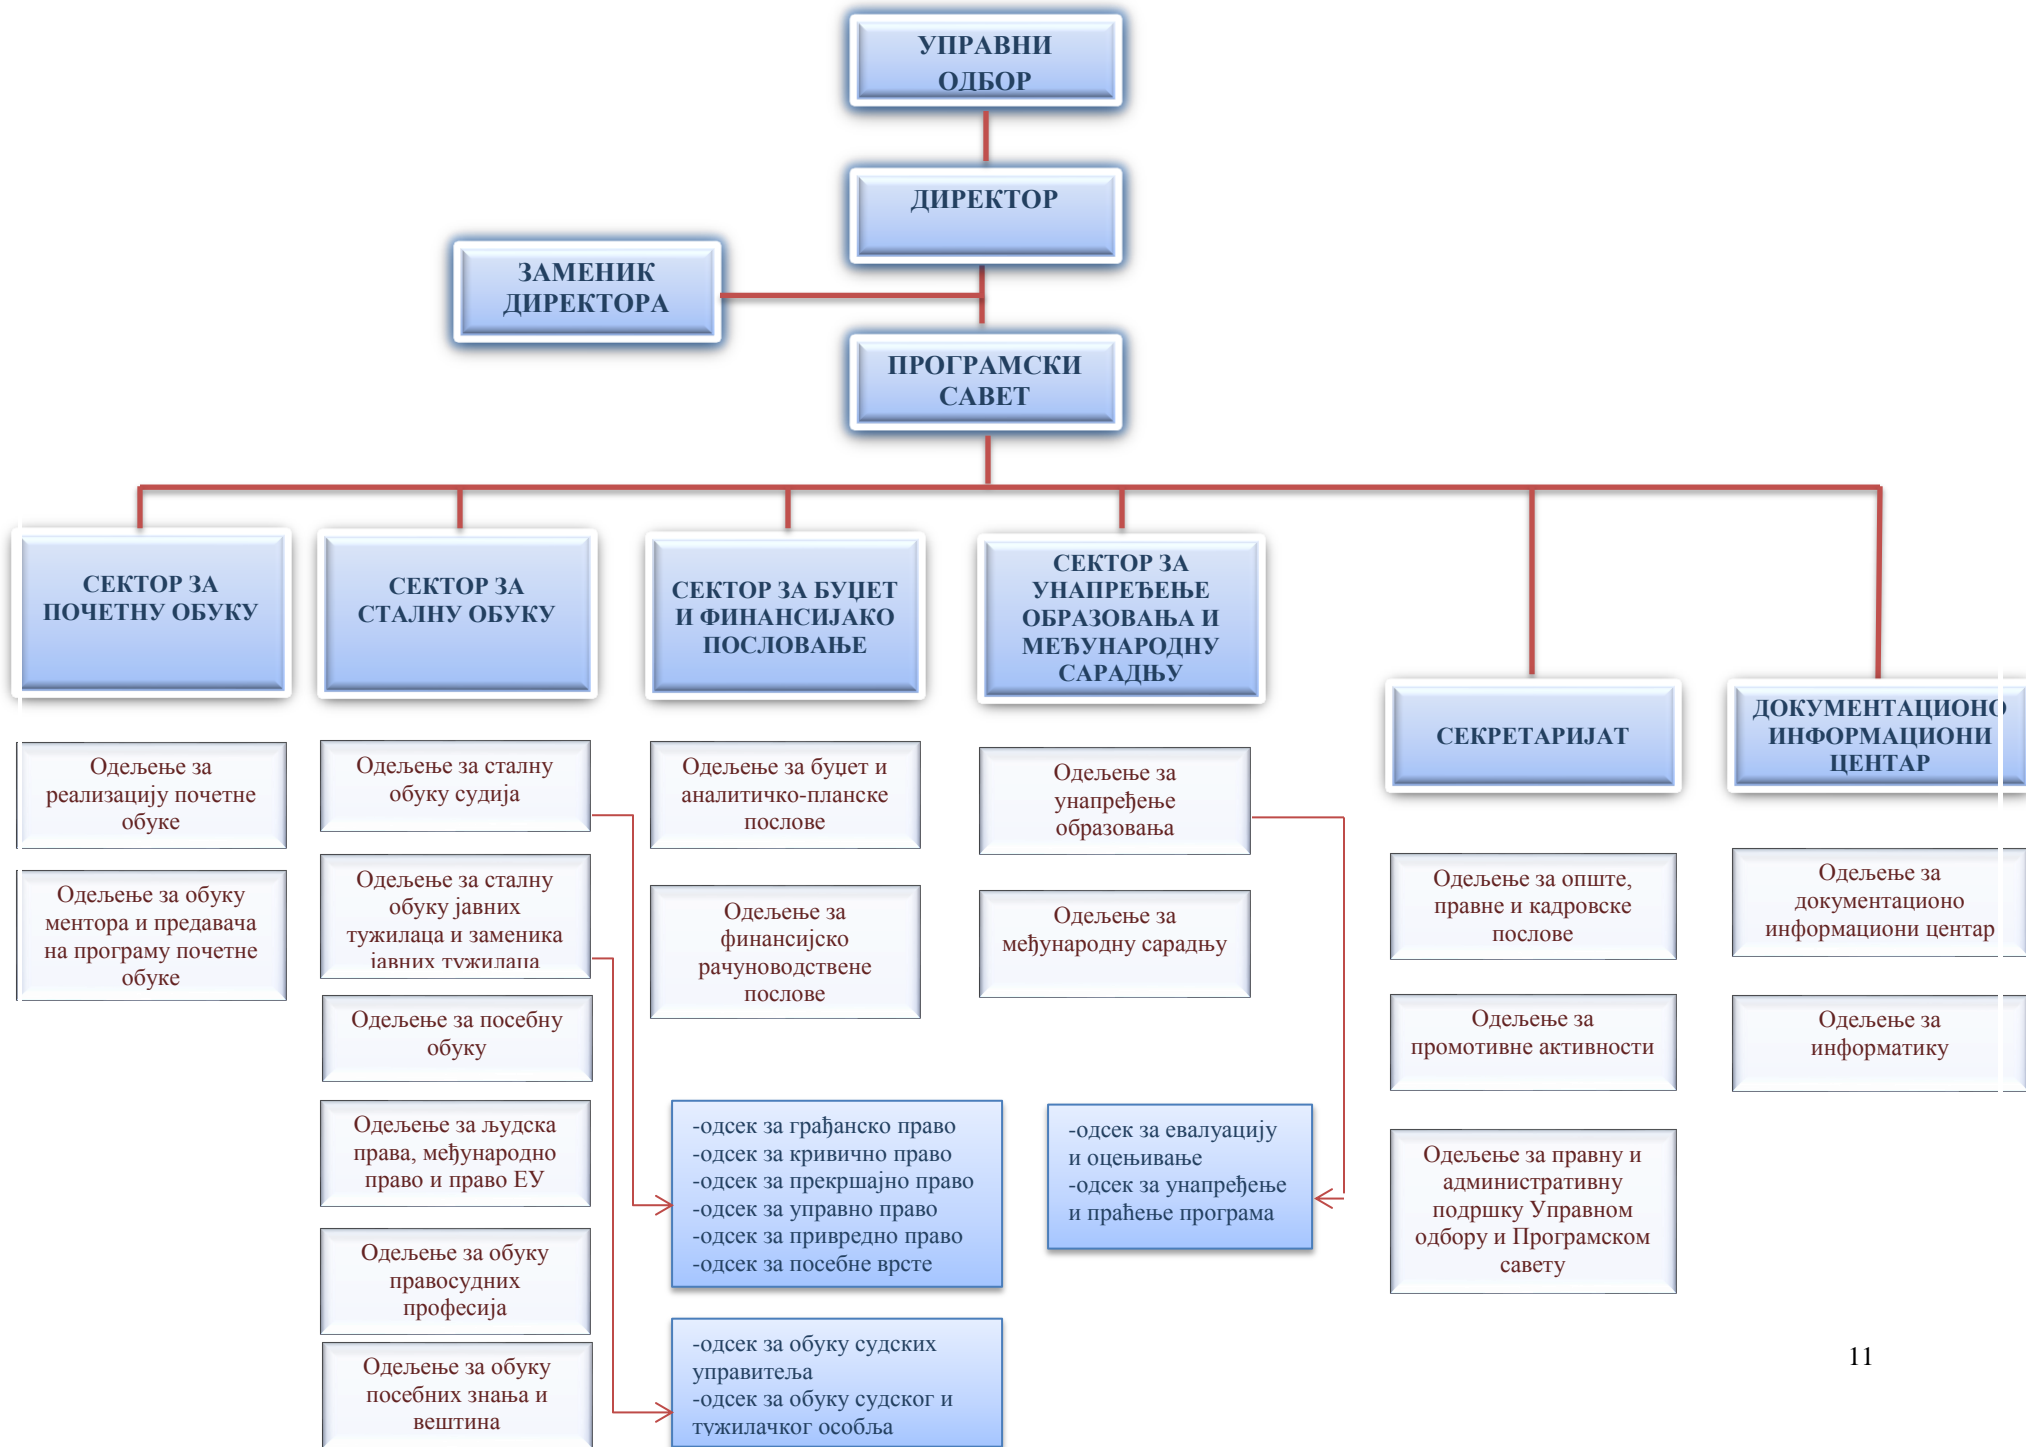 УПРАВНИ
ОДБОР
ДИРЕКТОР
ЗАМЕНИК
ДИРЕКТОРА
ПРОГРАМСКИ
САВЕТ
СЕКТОР ЗА
ПОЧЕТНУ ОБУКУ
СЕКТОР ЗА
СТАЛНУ ОБУКУ
СЕКТОР ЗА БУЏЕТ
И ФИНАНСИЈАКО
ПОСЛОВАЊЕ
СЕКТОР ЗА
УНАПРЕЂЕЊЕ
ОБРАЗОВАЊА И
МЕЂУНАРОДНУ
САРАДЊУ
СЕКРЕТАРИЈАТ
ДОКУМЕНТАЦИОНО
ИНФОРМАЦИОНИ
ЦЕНТАР
Одељење за
реализацију почетне
обуке
Одељење за обуку
ментора и предавача
на програму почетне
обуке
Одељење за сталну
обуку судија
Одељење за сталну
обуку јавних
тужилаца и заменика
јавних тужилаца
Одељење за посебну
обуку
Одељење за људска
права, међународно
право и право ЕУ
Одељење за обуку
правосудних
професија
Одељење за обуку
посебних знања и
вештина
Одељење за буџет и
аналитичко-планске
послове
Одељење за
финансијско
рачуноводствене
послове
-одсек за грађанско право
-одсек за кривично право
-одсек за прекршајно право
-одсек за управно право
-одсек за привредно право
-одсек за посебне врсте
-одсек за обуку судских
управитеља
-одсек за обуку судског и
тужилачког особља
Одељење за
унапређење
образовања
Одељење за
међународну сарадњу
-одсек за евалуацију
и оцењивање
-одсек за унапређење
и праћење програма
Одељење за опште,
правне и кадровске
послове
Одељење за
промотивне активности
Одељење за правну и
административну
подршку Управном
одбору и Програмском
савету
Одељење за
документационо
информациони центар
Одељење за
информатику
11